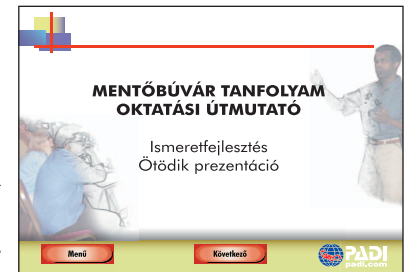 MENTŐBÚVÁR TANFOLYAM
OKTATÁSI ÚTMUTATÓ
Ismeretfejlesztés
Ötödik prezentáció
Menü
Következő
PADI
padi.com